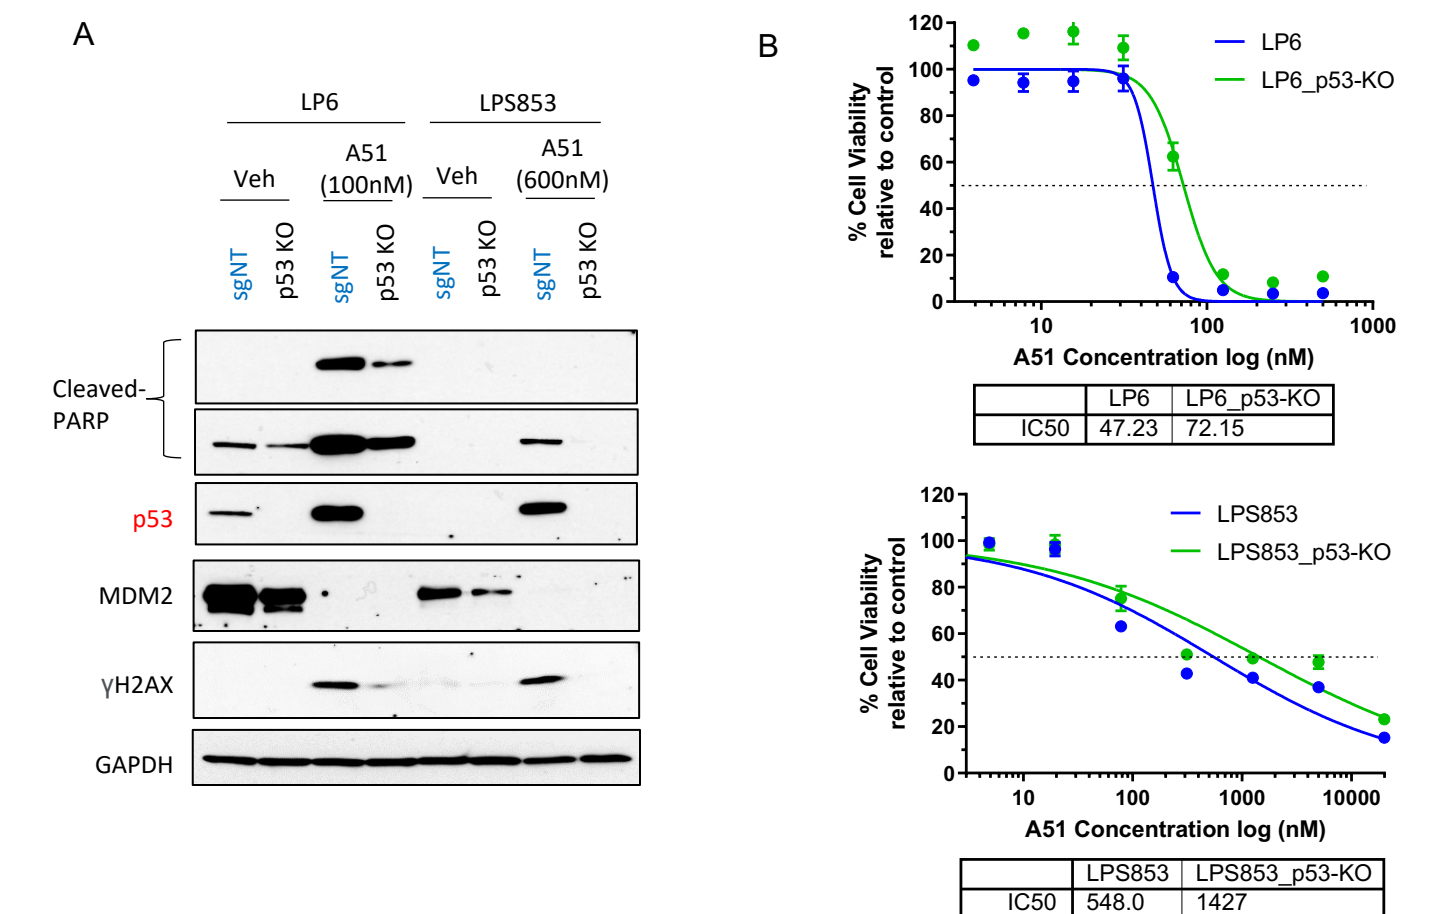 A
LP6
LPS853
Veh
A51
(100nM)
Veh
A51
(600nM)
sgNT
p53 KO
sgNT
p53 KO
sgNT
p53 KO
sgNT
p53 KO
Cleaved-
PARP
p53
MDM2
γH2AX
GAPDH
B
% Cell Viability
relative to control
120
100
80
60
40
20
0
10
100
1000
A51 Concentration log (nM)
LP6
LP6_p53-KO
LP6 LP6_p53-KO
IC50 47.23 72.15
% Cell Viability
relative to control
120
100
80
60
40
20
0
10
100
1000
10000
A51 Concentration log (nM)
LPS853
LPS853_p53-KO
LPS853 LPS853_p53-KO
IC50 548.0 1427